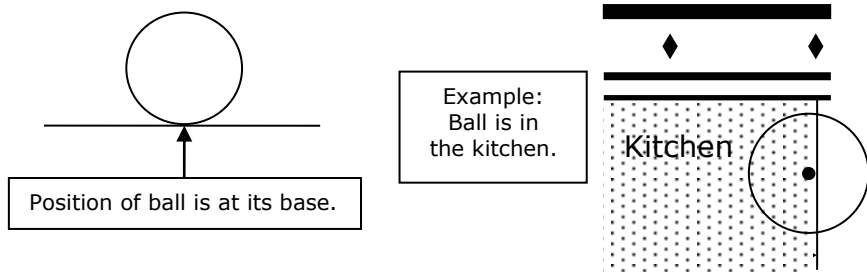 Position of ball is at its base.
Example:
Ball is in
the kitchen.
Kitchen